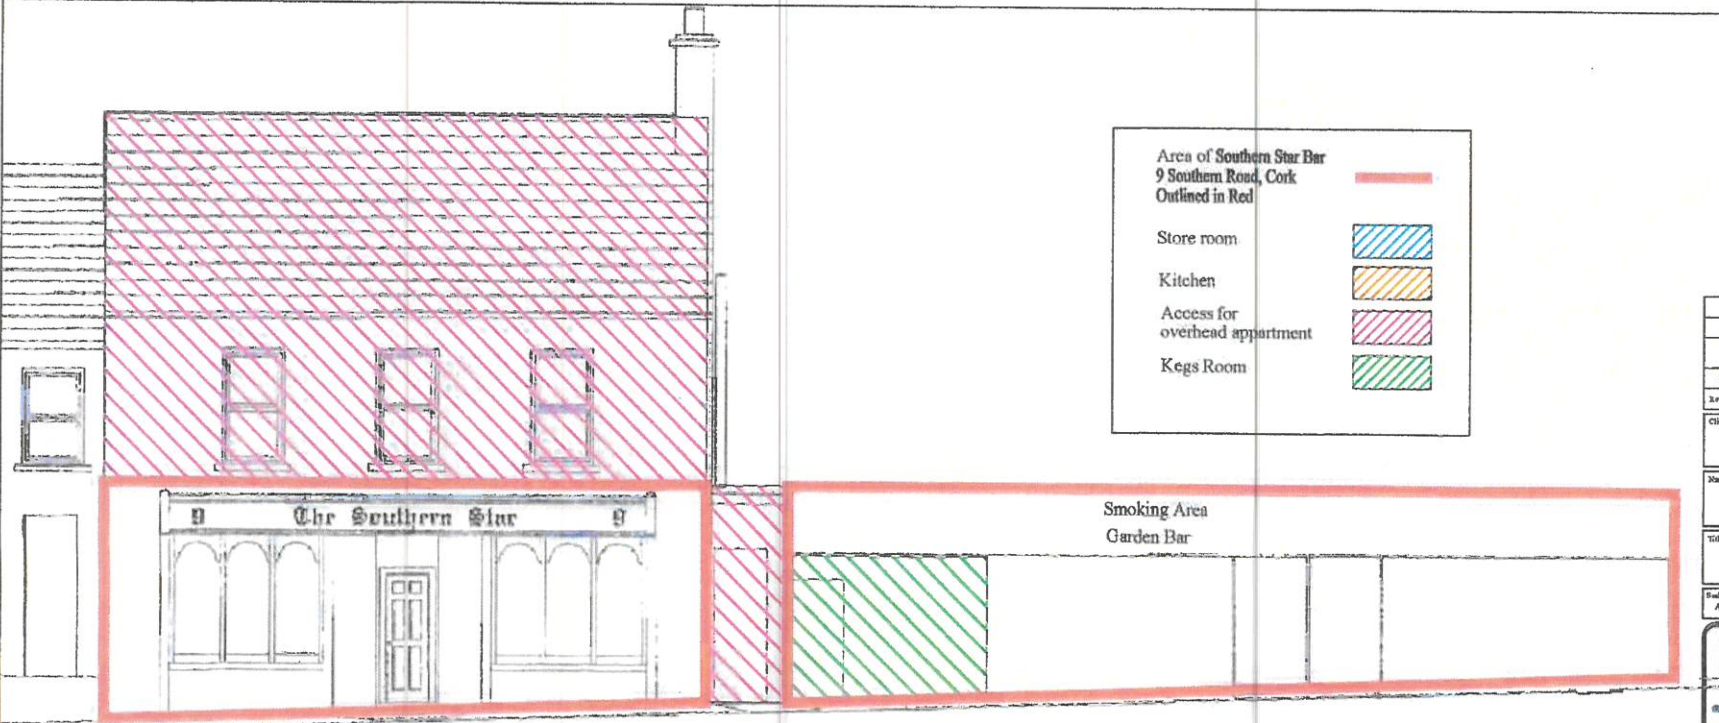 Area of Southern Star Bar
9 Southern Road, Cork
Outlined in Red
Store room
Kitchen
Access for
overhead appartment
Kegs Room
9 The Southern Star 9
Smoking Area
Garden Bar